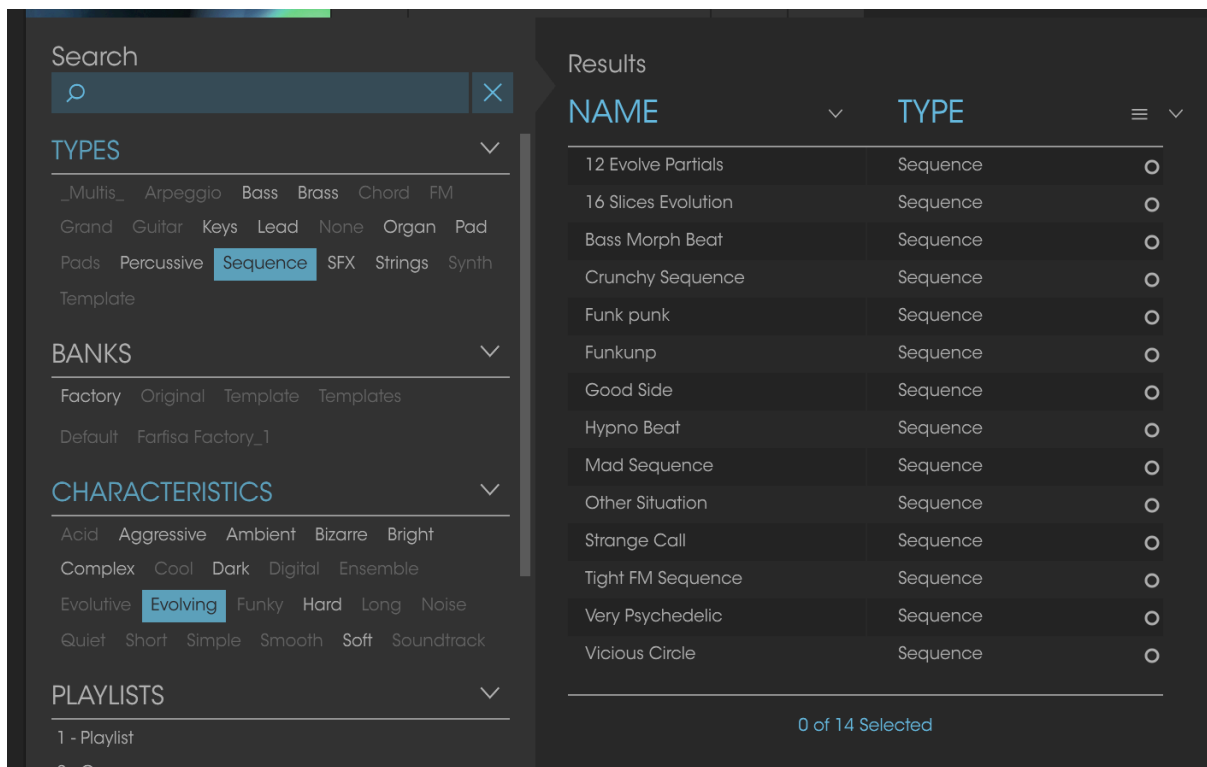 Search
TYPES
_Multis_ Arpeggio Bass Brass Chord FM
Grand Guitar Keys Lead None Organ Pad
Pads Percussive Sequence SFX Strings Synth
Template
BANKS
Factory Original Template Templates
Default Farfisa Factory_1
CHARACTERISTICS
Acid Aggressive Ambient Bizarre Bright
Complex Cool Dark Digital Ensemble
Evolutive Evolving Funky Hard Long Noise
Quiet Short Simple Smooth Soft Soundtrack
PLAYLISTS
1 - Playlist
Results
NAME TYPE
12 Evolve Partials Sequence
16 Slices Evolution Sequence
Bass Morph Beat Sequence
Crunchy Sequence Sequence
Funk punk Sequence
Funkunp Sequence
Good Side Sequence
Hypno Beat Sequence
Mad Sequence Sequence
Other Situation Sequence
Strange Call Sequence
Tight FM Sequence Sequence
Very Psychedelic Sequence
Vicious Circle Sequence
0 of 14 Selected